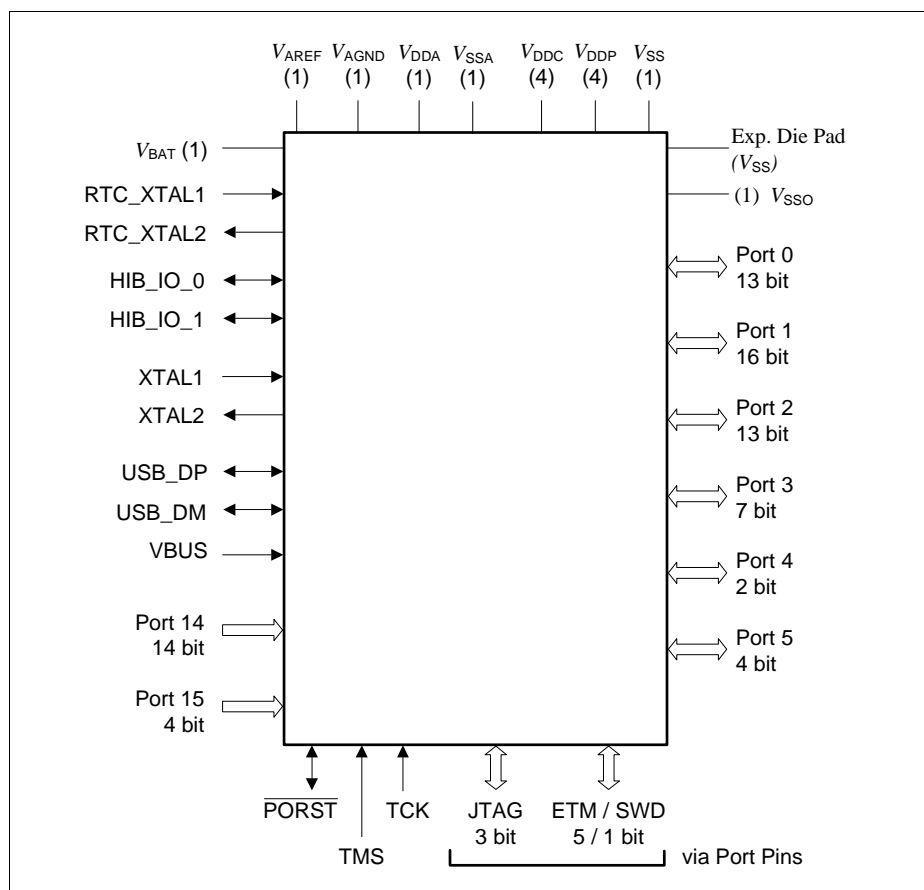 VAREF
(1)
VAGND
(1)
VDDA
(1)
VSSA
(1)
VDDC
(4)
VDDP
(4)
VSS
(1)
VBAT (1)
RTC_XTAL1
RTC_XTAL2
HIB_IO_0
HIB_IO_1
XTAL1
XTAL2
USB_DP
USB_DM
VBUS
Port 14
14 bit
Port 15
4 bit
Exp. Die Pad
(VSS)
(1) VSSO
Port 0
13 bit
Port 1
16 bit
Port 2
13 bit
Port 3
7 bit
Port 4
2 bit
Port 5
4 bit
PORST
TMS
TCK
JTAG
3 bit
ETM / SWD
5 / 1 bit
via Port Pins